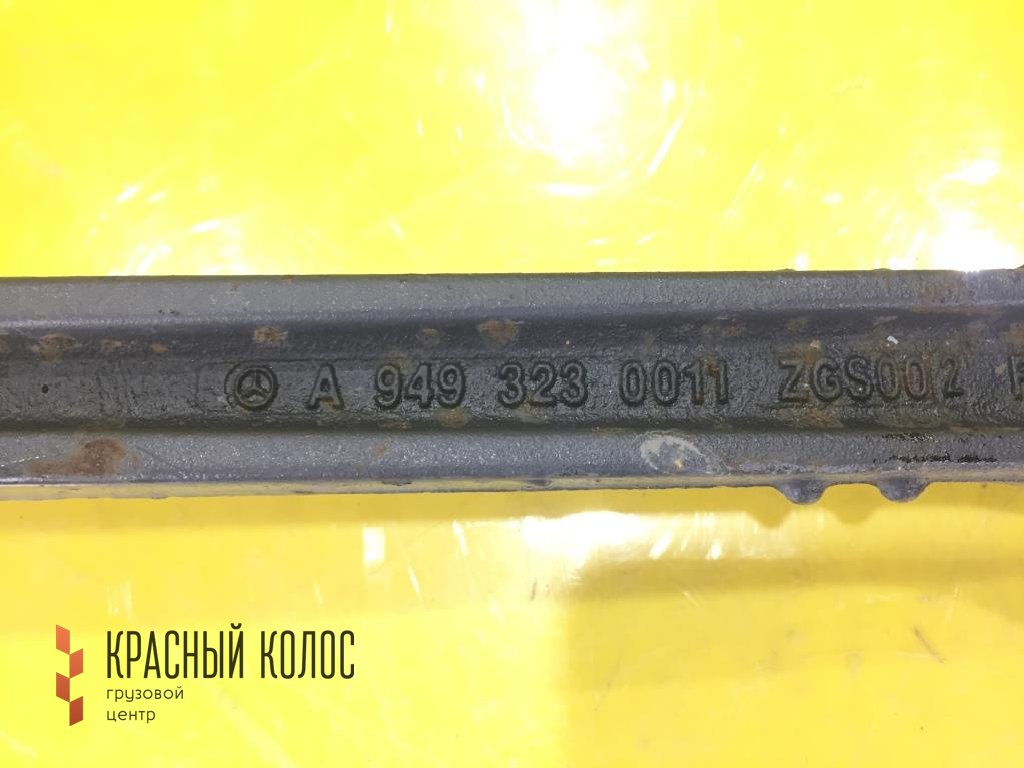 A 949 323 0011 ZGS002
КРАСНЫЙ КОЛОС
грузовой
центр